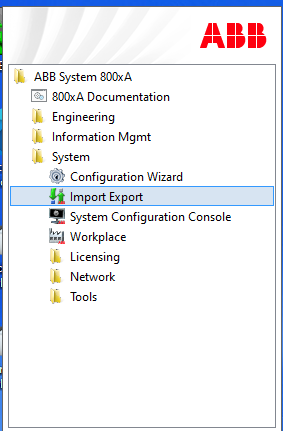 ABB
ABB System 800xA
800xA Documentation
Engineering
Information Mgmt
System
Configuration Wizard
Import Export
System Configuration Console
Workplace
Licensing
Network
Tools